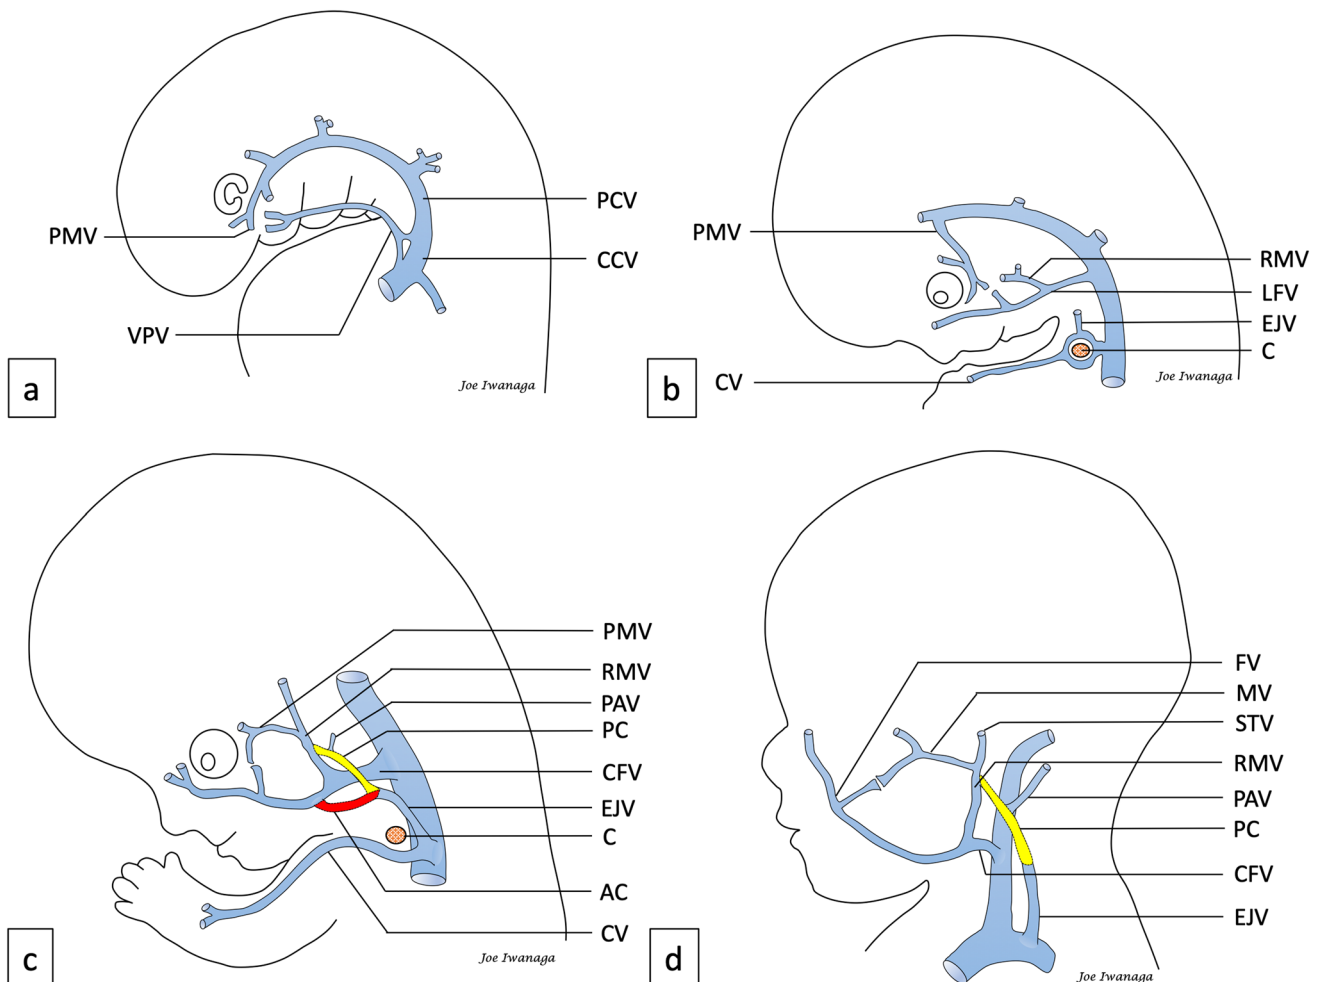 PMV
PCV
CCV
VPV
a
Joe Iwanaga
PMV
RMV
LFV
EJV
C
CV
b
Joe Iwanaga
PMV
RMV
PAV
PC
CFV
EJV
C
AC
CV
c
Joe Iwanaga
FV
MV
STV
RMV
PAV
PC
CFV
EJV
d
Joe Iwanaga